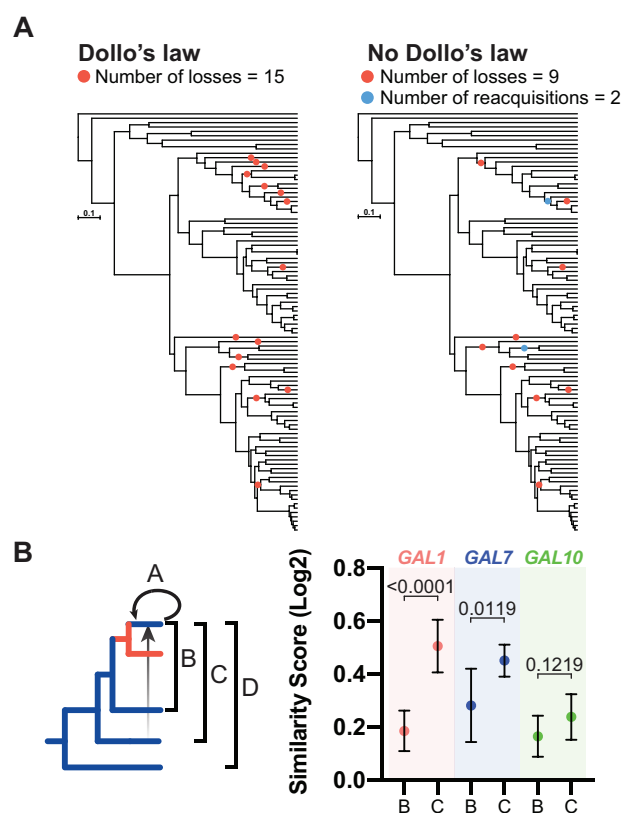 A
Dollo's law
Number of losses = 15
0.1
No Dollo's law
Number of losses = 9
Number of reacquisitions = 2
0.1
B
A
B
C
D
Similarity Score (Log2)
GAL1 GAL7 GAL10
0.8
0.6
0.4
0.2
0.0
<0.0001
0.0119
0.1219
B C B C B C